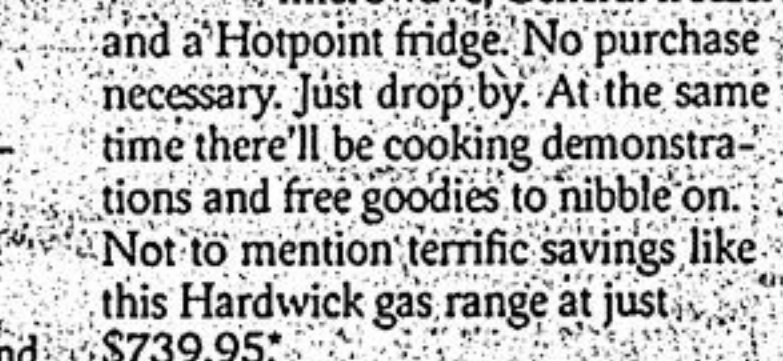 and a Hotpoint fridge. No purchase
necessary. Just drop by. At the same
time there'll be cooking demonstra-
tions and free goodies to nibble on.
Not to mention terrific savings like
this Hardwick gas range at just
$739.95*